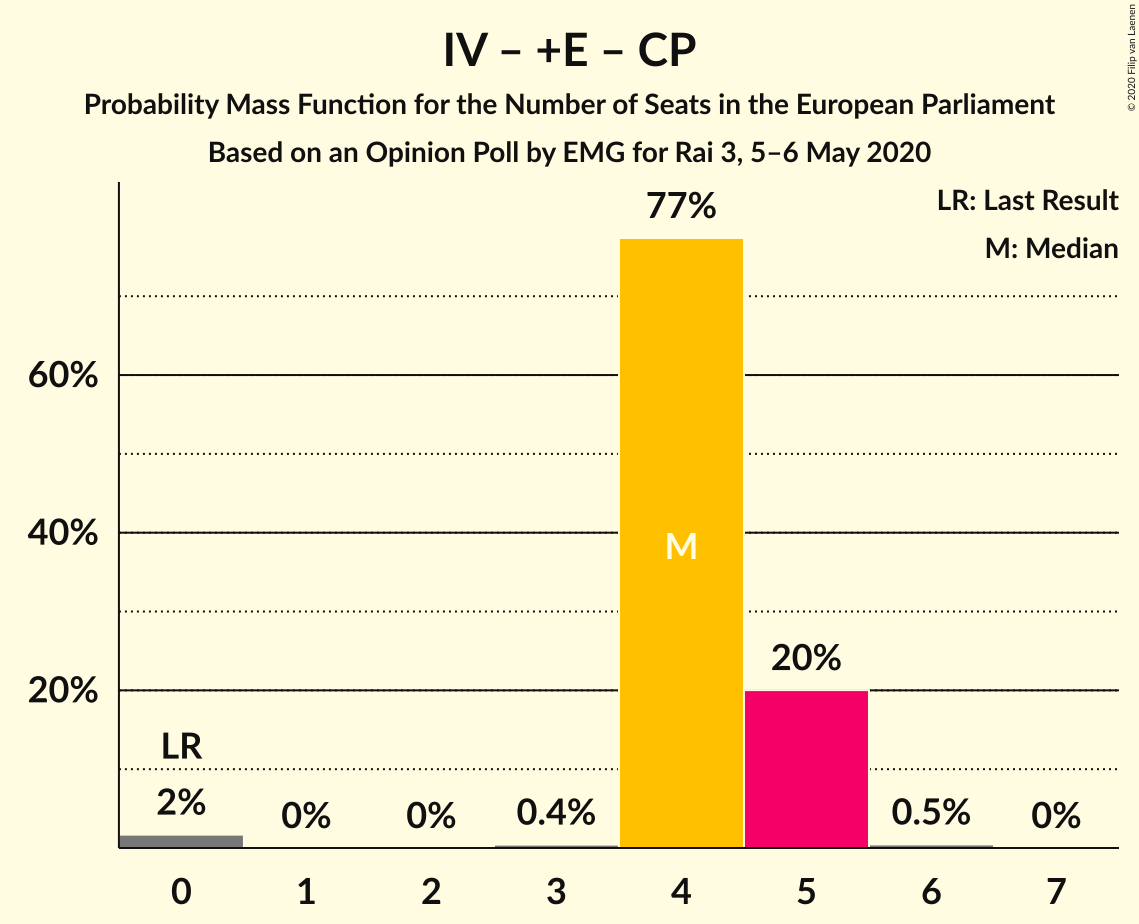 IV – +E – CP
Probability Mass Function for the Number of Seats in the European Parliament
Based on an Opinion Poll by EMG for Rai 3, 5–6 May 2020
© 2020 Filip van Laenen
LR: Last Result
M: Median
77%
60%
40%
M
20%
20%
LR
2%
0%
0%
0.4%
0.5%
0%
0 1 2 3 4 5 6 7